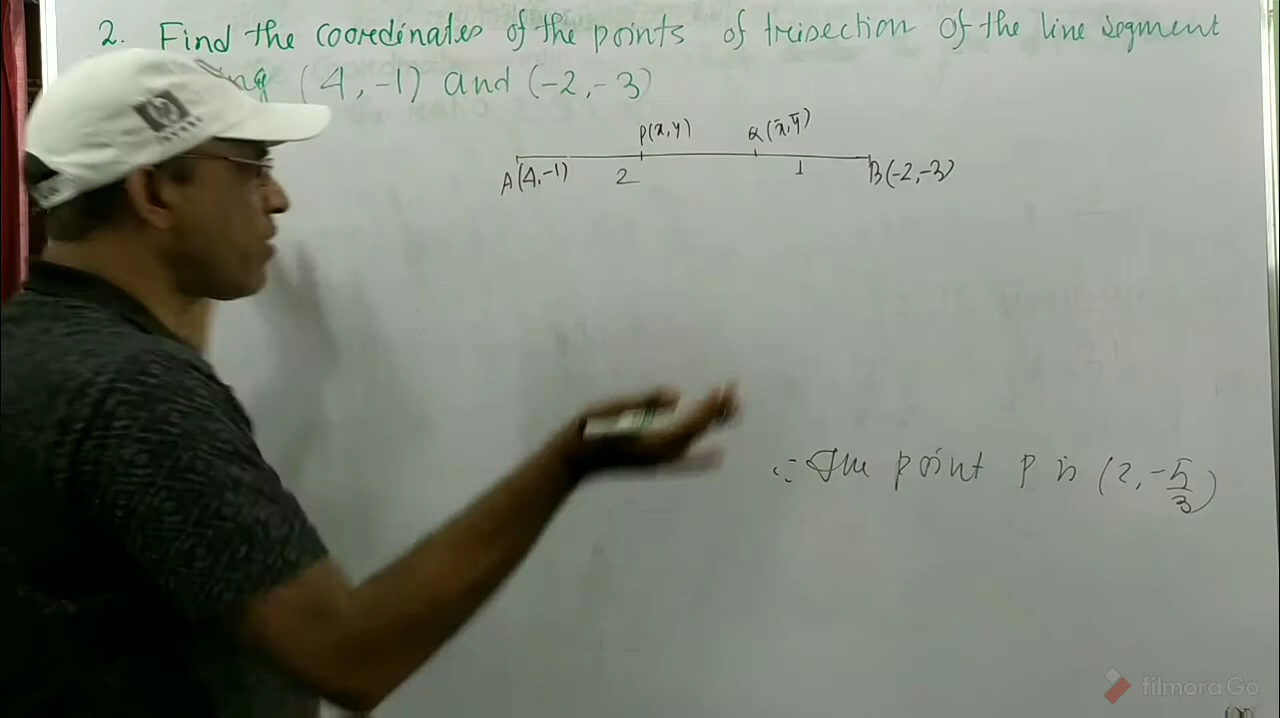 2. Find the coordinates of the points of trisection of the line segment
(4,-1) and (-2,-3)
P(x,y) Q(x̄,ȳ)
A(4,-1) 2 1 B(-2,-3)
∴ The point P is (2, -5/3)
filmora Go